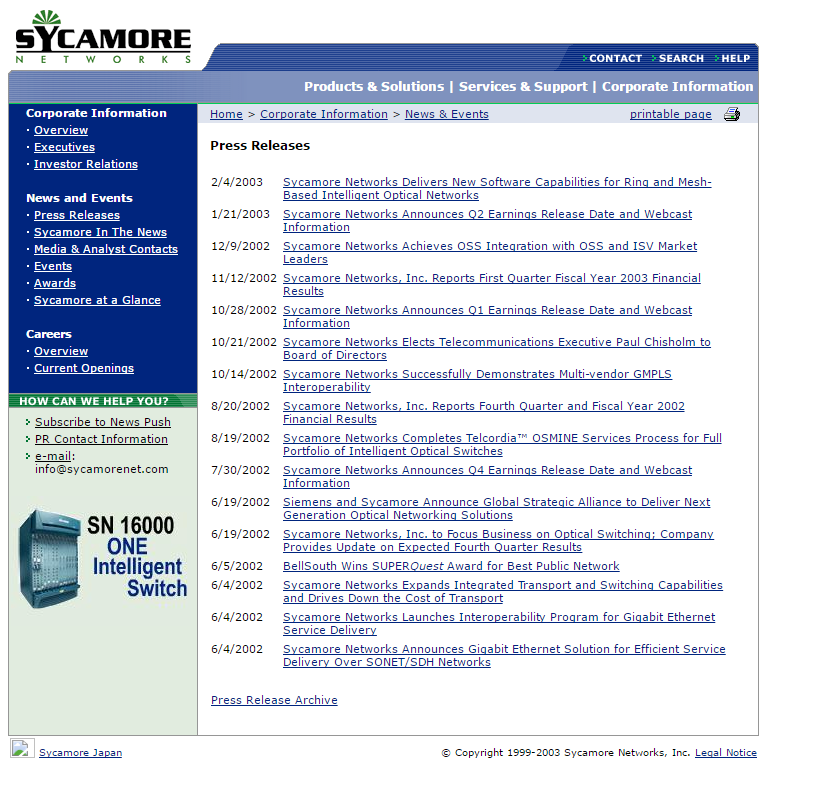 SYCAMORE
NETWORKS
CONTACT SEARCH HELP
Products & Solutions | Services & Support | Corporate Information
Corporate Information
· Overview
· Executives
· Investor Relations
News and Events
· Press Releases
· Sycamore In The News
· Media & Analyst Contacts
· Events
· Awards
· Sycamore at a Glance
Careers
· Overview
· Current Openings
HOW CAN WE HELP YOU?
Subscribe to News Push
PR Contact Information
e-mail:
info@sycamorenet.com
SN 16000
ONE
Intelligent
Switch
Home > Corporate Information > News & Events printable page
Press Releases
2/4/2003 Sycamore Networks Delivers New Software Capabilities for Ring and Mesh-
Based Intelligent Optical Networks
1/21/2003 Sycamore Networks Announces Q2 Earnings Release Date and Webcast
Information
12/9/2002 Sycamore Networks Achieves OSS Integration with OSS and ISV Market
Leaders
11/12/2002 Sycamore Networks, Inc. Reports First Quarter Fiscal Year 2003 Financial
Results
10/28/2002 Sycamore Networks Announces Q1 Earnings Release Date and Webcast
Information
10/21/2002 Sycamore Networks Elects Telecommunications Executive Paul Chisholm to
Board of Directors
10/14/2002 Sycamore Networks Successfully Demonstrates Multi-vendor GMPLS
Interoperability
8/20/2002 Sycamore Networks, Inc. Reports Fourth Quarter and Fiscal Year 2002
Financial Results
8/19/2002 Sycamore Networks Completes Telcordia™ OSMINE Services Process for Full
Portfolio of Intelligent Optical Switches
7/30/2002 Sycamore Networks Announces Q4 Earnings Release Date and Webcast
Information
6/19/2002 Siemens and Sycamore Announce Global Strategic Alliance to Deliver Next
Generation Optical Networking Solutions
6/19/2002 Sycamore Networks, Inc. to Focus Business on Optical Switching; Company
Provides Update on Expected Fourth Quarter Results
6/5/2002 BellSouth Wins SUPERQuest Award for Best Public Network
6/4/2002 Sycamore Networks Expands Integrated Transport and Switching Capabilities
and Drives Down the Cost of Transport
6/4/2002 Sycamore Networks Launches Interoperability Program for Gigabit Ethernet
Service Delivery
6/4/2002 Sycamore Networks Announces Gigabit Ethernet Solution for Efficient Service
Delivery Over SONET/SDH Networks
Press Release Archive
Sycamore Japan © Copyright 1999-2003 Sycamore Networks, Inc. Legal Notice